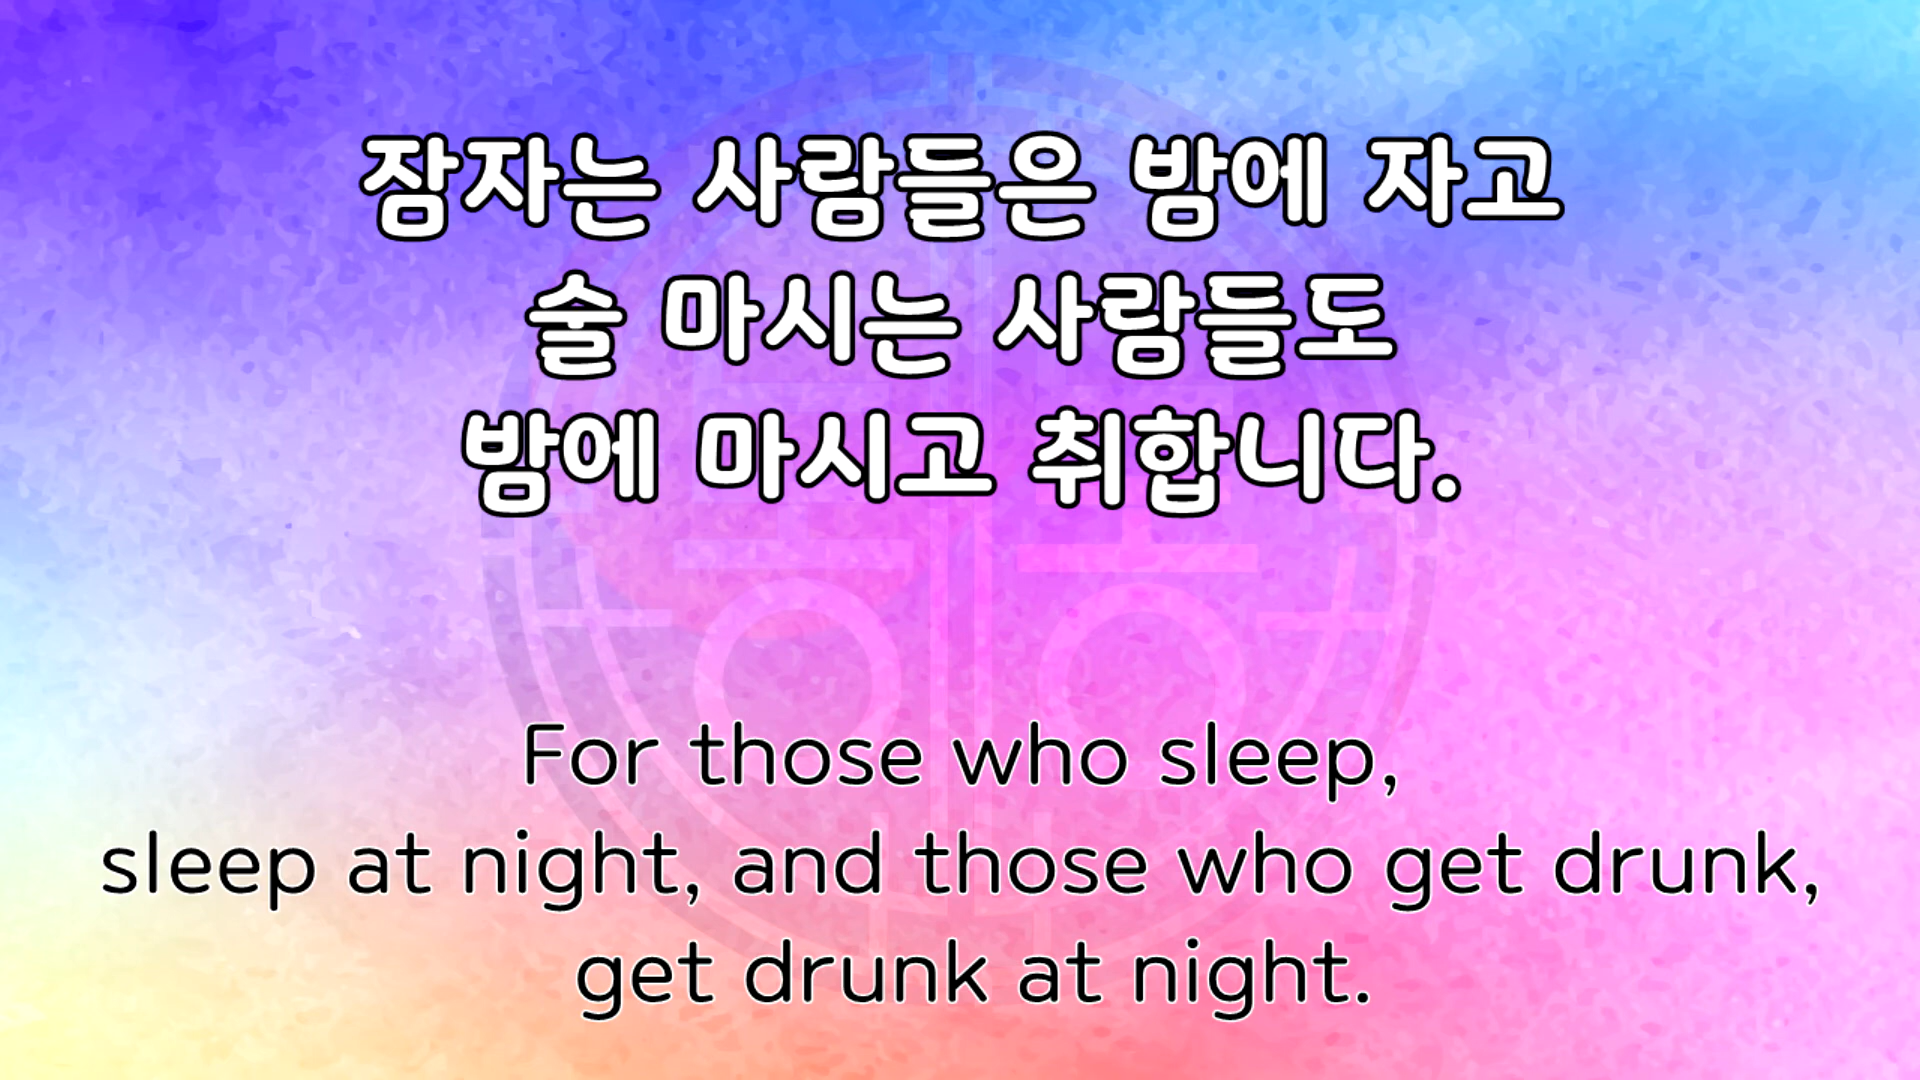 잠자는 사람들은 밤에 자고
술 마시는 사람들도
밤에 마시고 취합니다.
For those who sleep,
sleep at night, and those who get drunk,
get drunk at night.